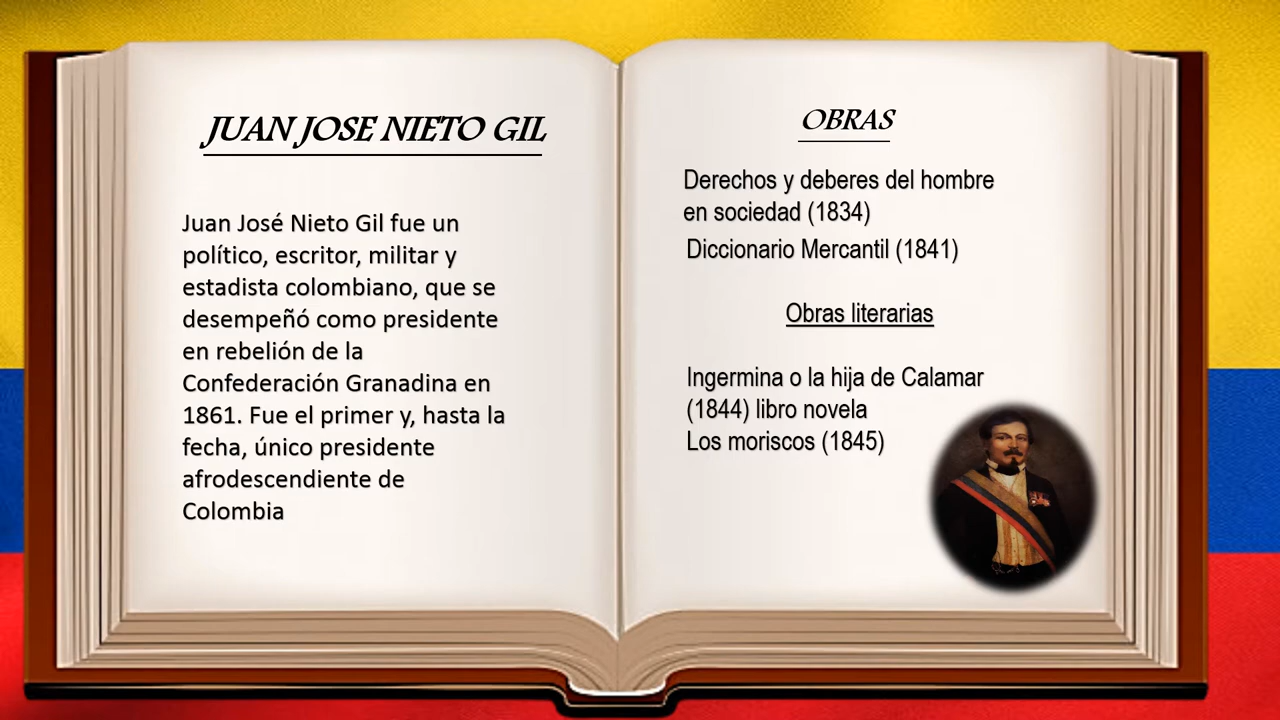 JUAN JOSE NIETO GIL
Juan José Nieto Gil fue un
político, escritor, militar y
estadista colombiano, que se
desempeñó como presidente
en rebelión de la
Confederación Granadina en
1861. Fue el primer y, hasta la
fecha, único presidente
afrodescendiente de
Colombia
OBRAS
Derechos y deberes del hombre
en sociedad (1834)
Diccionario Mercantil (1841)
Obras literarias
Ingermina o la hija de Calamar
(1844) libro novela
Los moriscos (1845)